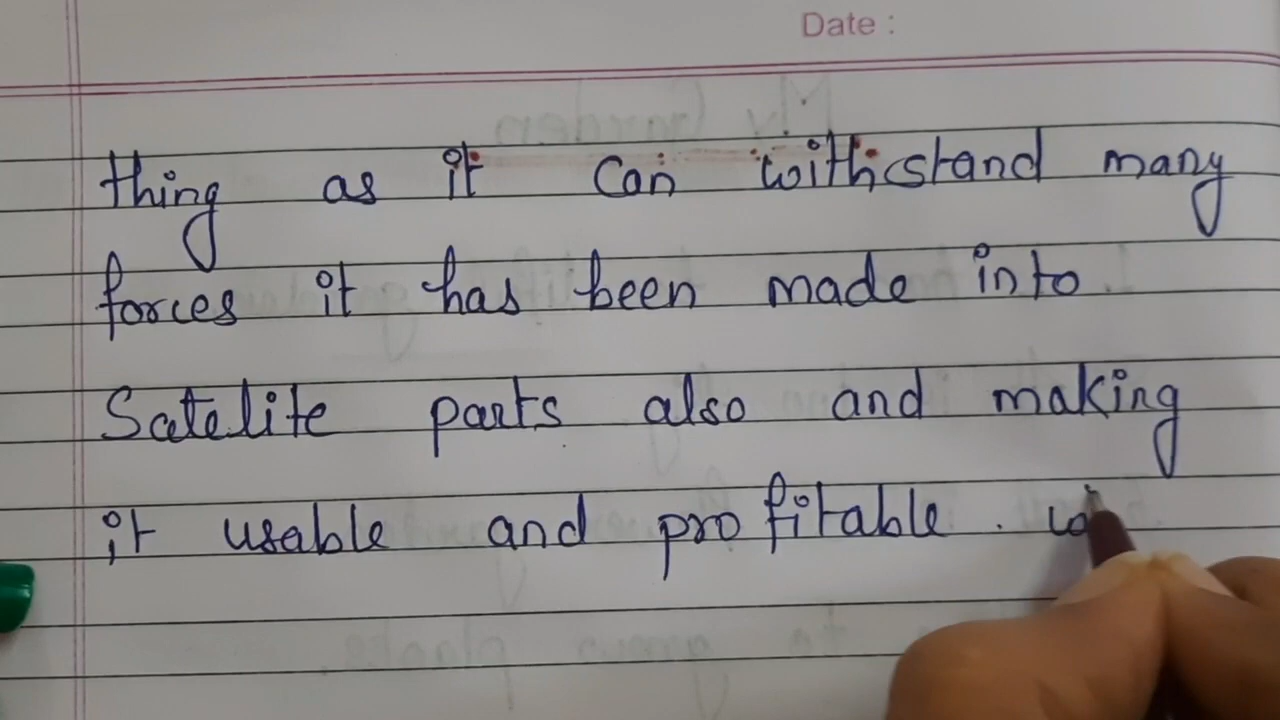 Date :
thing as it can withstand many
forces it has been made into
Satelite parts also and making
it usable and profitable .